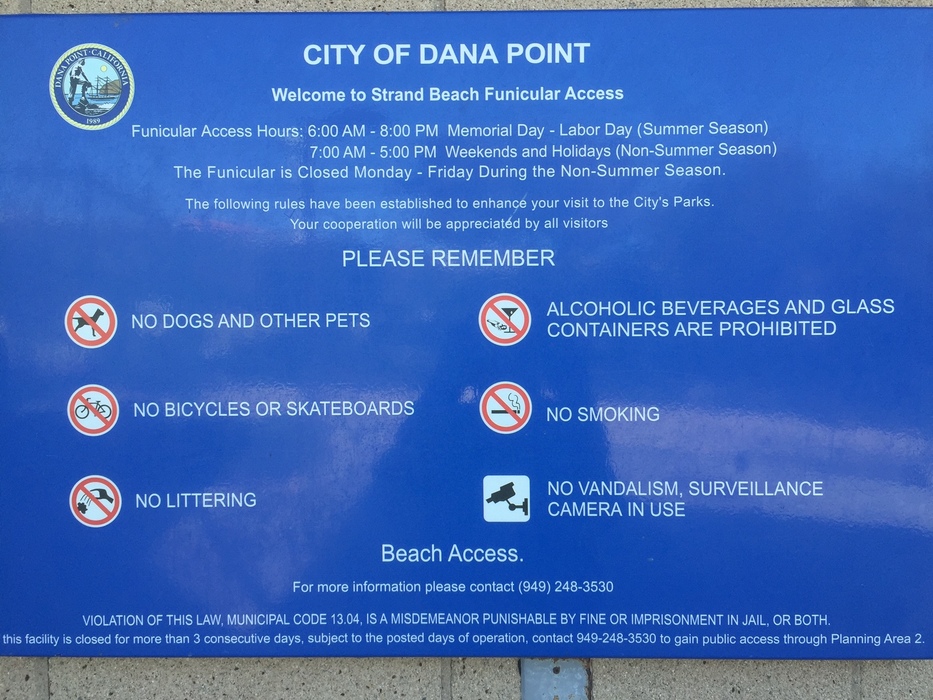 CITY OF DANA POINT
DANA POINT-CALIFORNIA
1989
Welcome to Strand Beach Funicular Access
Funicular Access Hours: 6:00 AM - 8:00 PM Memorial Day - Labor Day (Summer Season)
7:00 AM - 5:00 PM Weekends and Holidays (Non-Summer Season)
The Funicular is Closed Monday - Friday During the Non-Summer Season.
The following rules have been established to enhance your visit to the City's Parks.
Your cooperation will be appreciated by all visitors
PLEASE REMEMBER
NO DOGS AND OTHER PETS
ALCOHOLIC BEVERAGES AND GLASS
CONTAINERS ARE PROHIBITED
NO BICYCLES OR SKATEBOARDS
NO SMOKING
NO LITTERING
NO VANDALISM, SURVEILLANCE
CAMERA IN USE
Beach Access.
For more information please contact (949) 248-3530
VIOLATION OF THIS LAW, MUNICIPAL CODE 13.04, IS A MISDEMEANOR PUNISHABLE BY FINE OR IMPRISONMENT IN JAIL, OR BOTH.
this facility is closed for more than 3 consecutive days, subject to the posted days of operation, contact 949-248-3530 to gain public access through Planning Area 2.